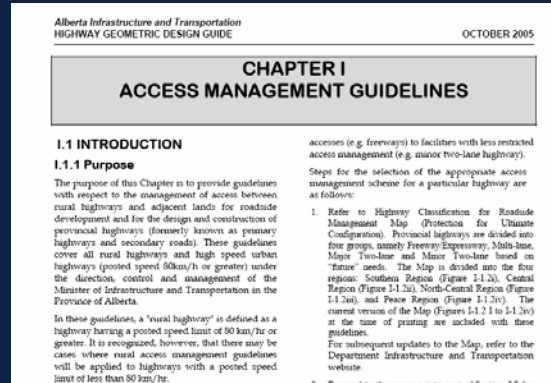 Alberta Infrastructure and Transportation
HIGHWAY GEOMETRIC DESIGN GUIDE
OCTOBER 2005
CHAPTER I
ACCESS MANAGEMENT GUIDELINES
I.1 INTRODUCTION
I.1.1 Purpose
The purpose of this Chapter is to provide guidelines
with respect to the management of access between
rural highways and adjacent lands for roadside
development and for the design and construction of
provincial highways (formerly known as primary
highways and secondary roads). These guidelines
cover all rural highways and high speed urban
highways (posted speed 80km/h or greater) under
the direction, control and management of the
Minister of Infrastructure and Transportation in the
Province of Alberta.
In these guidelines, a "rural highway" is defined as a
highway having a posted speed limit of 80 km/hr or
greater. It is recognized, however, that there may be
cases where rural access management guidelines
will be applied to highways with a posted speed
limit of less than 80 km/hr.
accesses (e.g. freeways) to facilities with less restricted
access management (e.g. minor two-lane highway).
Steps for the selection of the appropriate access
management scheme for a particular highway are
as follows:
1. Refer to Highway Classification for Roadside
Management Map (Protection for Ultimate
Configuration). Provincial highways are divided into
four groups, namely Freeway/Expressway, Multi-lane,
Major Two-lane and Minor Two-lane based on
"future" needs. The Map is divided into the four
regions: Southern Region (Figure I-1.2i), Central
Region (Figure I-1.2ii), North-Central Region (Figure
I-1.2iii), and Peace Region (Figure I-1.2iv). The
current version of the Map (Figures I-1.2 I to I-1.2iv)
at the time of printing are included with these
guidelines.
For subsequent updates to the Map, refer to the
Department Infrastructure and Transportation
website.